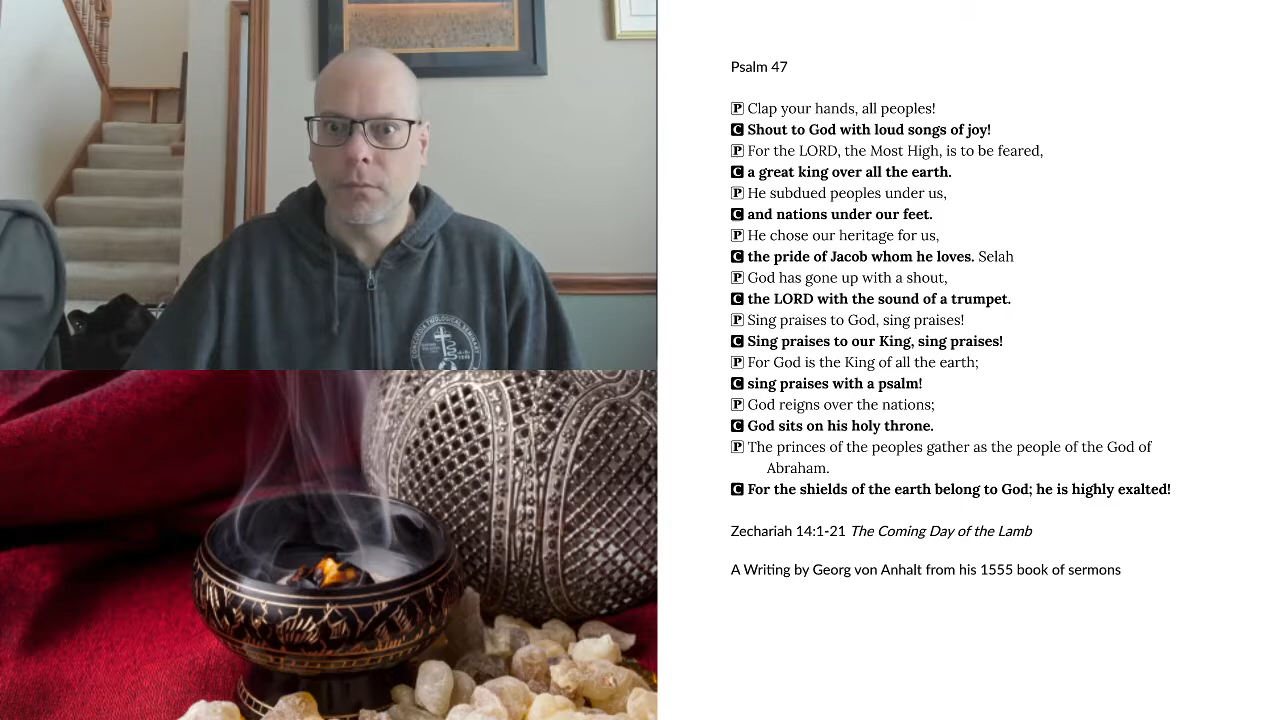 Psalm 47
P Clap your hands, all peoples!
C Shout to God with loud songs of joy!
P For the LORD, the Most High, is to be feared,
C a great king over all the earth.
P He subdued peoples under us,
C and nations under our feet.
P He chose our heritage for us,
C the pride of Jacob whom he loves. Selah
P God has gone up with a shout,
C the LORD with the sound of a trumpet.
P Sing praises to God, sing praises!
C Sing praises to our King, sing praises!
P For God is the King of all the earth;
C sing praises with a psalm!
P God reigns over the nations;
C God sits on his holy throne.
P The princes of the peoples gather as the people of the God of
Abraham.
C For the shields of the earth belong to God; he is highly exalted!
Zechariah 14:1-21 The Coming Day of the Lamb
A Writing by Georg von Anhalt from his 1555 book of sermons
CONCORDIA THEOLOGICAL SEMINARY